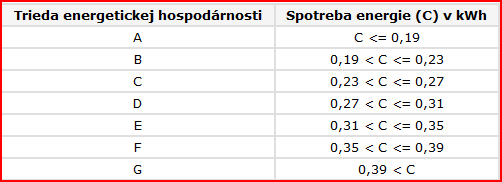 Trieda energetickej hospodárnosti Spotreba energie (C) v kWh
A C <= 0,19
B 0,19 < C <= 0,23
C 0,23 < C <= 0,27
D 0,27 < C <= 0,31
E 0,31 < C <= 0,35
F 0,35 < C <= 0,39
G 0,39 < C